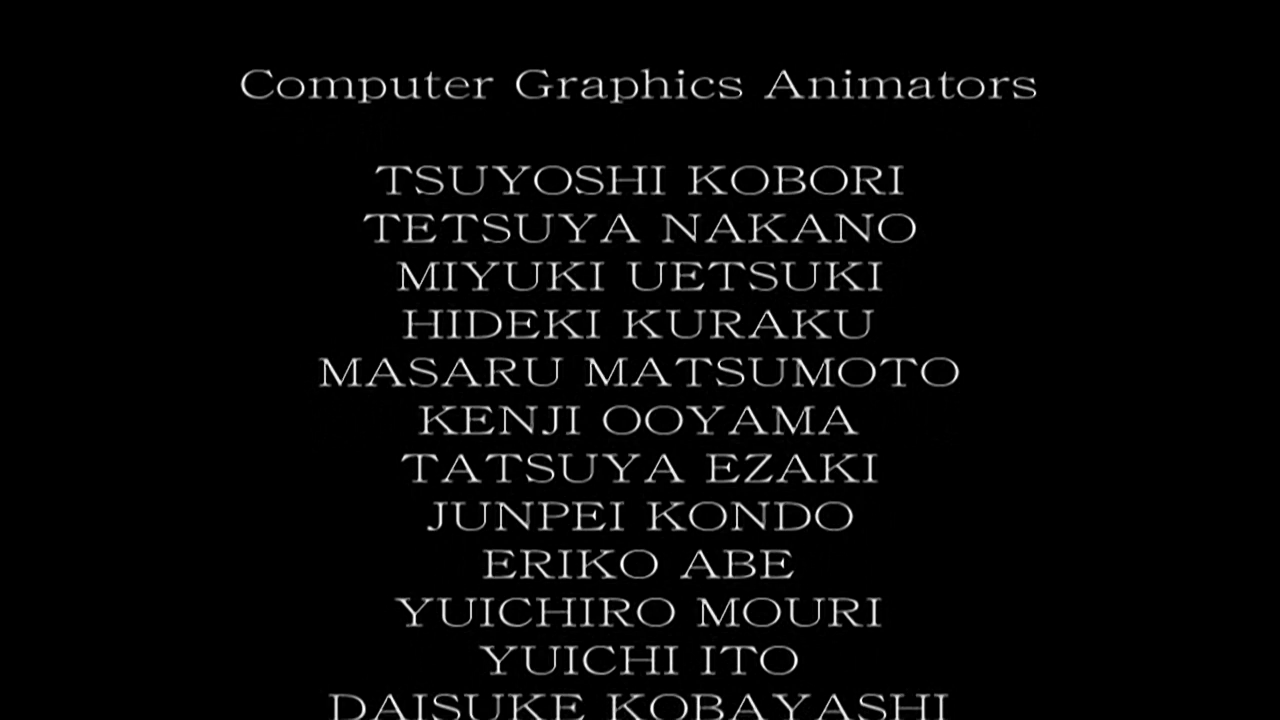 Computer Graphics Animators
TSUYOSHI KOBORI
TETSUYA NAKANO
MIYUKI UETSUKI
HIDEKI KURAKU
MASARU MATSUMOTO
KENJI OOYAMA
TATSUYA EZAKI
JUNPEI KONDO
ERIKO ABE
YUICHIRO MOURI
YUICHI ITO
DAISUKE KOBAYASHI